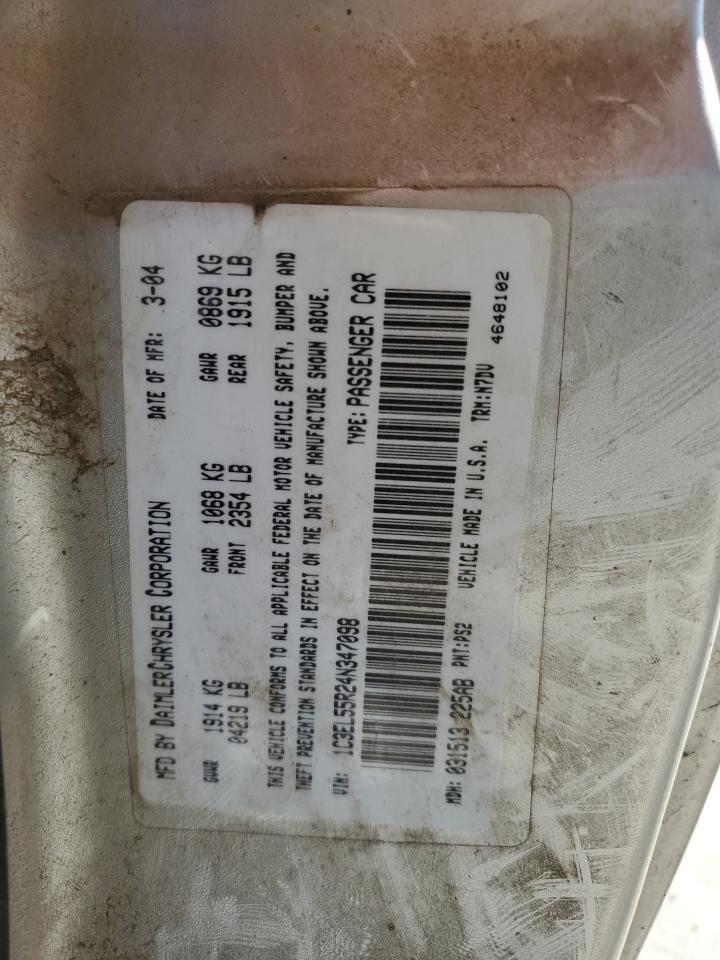 MFD BY DAIMLERCHRYSLER CORPORATION DATE OF MFR: 3-04
GVWR 1914 KG GAWR 1068 KG GAWR 0869 KG
04219 LB FRONT 2354 LB REAR 1915 LB
THIS VEHICLE CONFORMS TO ALL APPLICABLE FEDERAL MOTOR VEHICLE SAFETY, BUMPER AND
THEFT PREVENTION STANDARDS IN EFFECT ON THE DATE OF MANUFACTURE SHOWN ABOVE.
VIN: 1C3EL55R24N347098 TYPE: PASSENGER CAR
MDH: 031513 225AB PNT:PS2 VEHICLE MADE IN U.S.A. TRM:N7DV
4648102